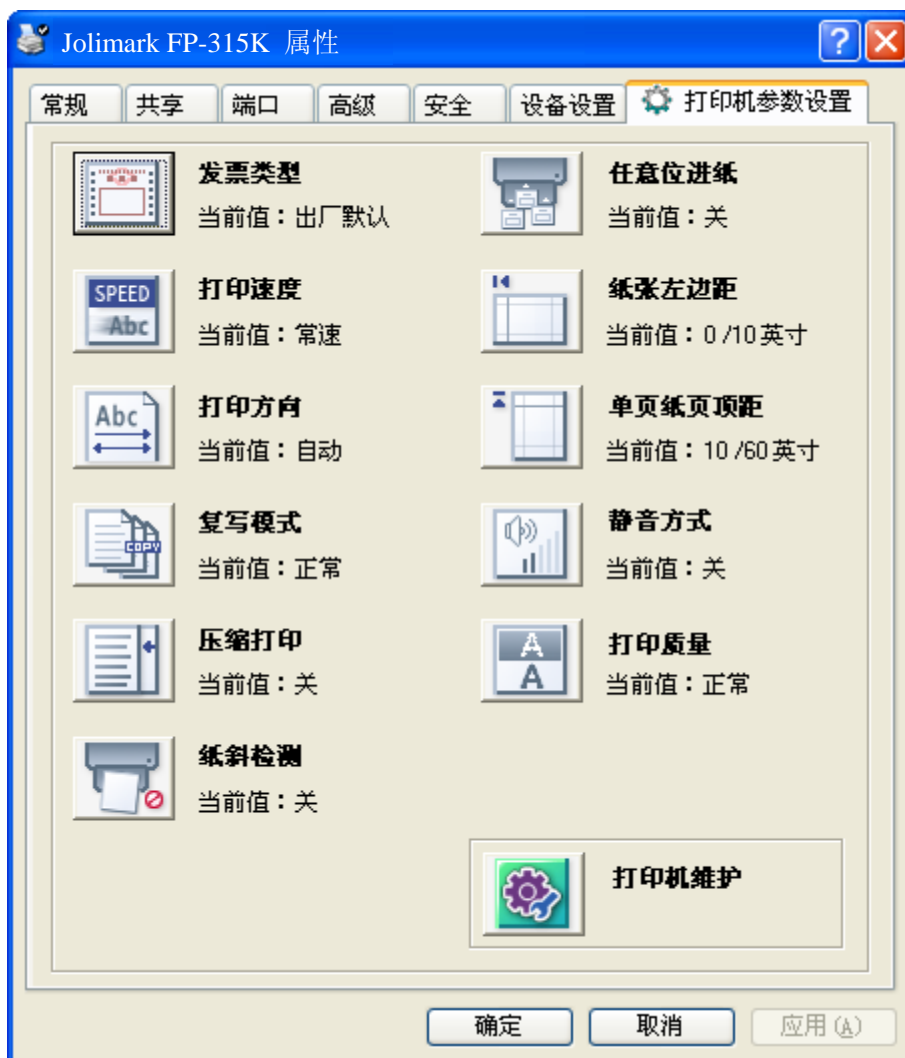 Jolimark FP-315K 属性
常规 共享 端口 高级 安全 设备设置 打印机参数设置
发票类型
当前值：出厂默认
任意位进纸
当前值：关
SPEED
Abc
打印速度
当前值：常速
纸张左边距
当前值：0/10英寸
Abc
打印方向
当前值：自动
单页纸页顶距
当前值：10/60英寸
COPY
复写模式
当前值：正常
静音方式
当前值：关
压缩打印
当前值：关
A
A
打印质量
当前值：正常
纸斜检测
当前值：关
打印机维护
确定 取消 应用(A)